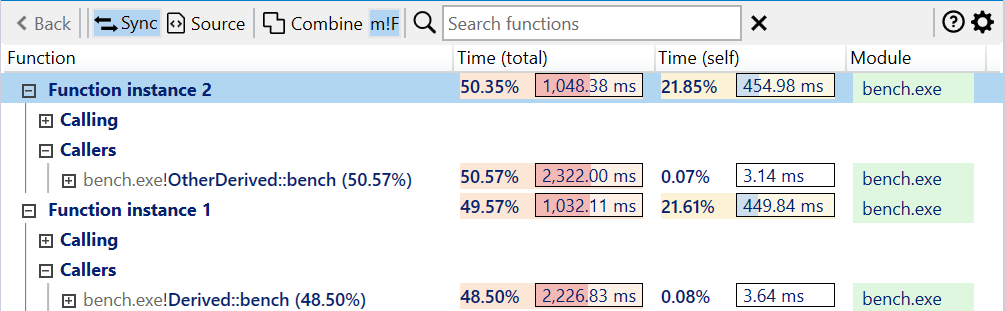 Back Sync Source Combine m!F Search functions
Function Time (total) Time (self) Module
Function instance 2 50.35% 1,048.38 ms 21.85% 454.98 ms bench.exe
Calling
Callers
bench.exe!OtherDerived::bench (50.57%) 50.57% 2,322.00 ms 0.07% 3.14 ms bench.exe
Function instance 1 49.57% 1,032.11 ms 21.61% 449.84 ms bench.exe
Calling
Callers
bench.exe!Derived::bench (48.50%) 48.50% 2,226.83 ms 0.08% 3.64 ms bench.exe